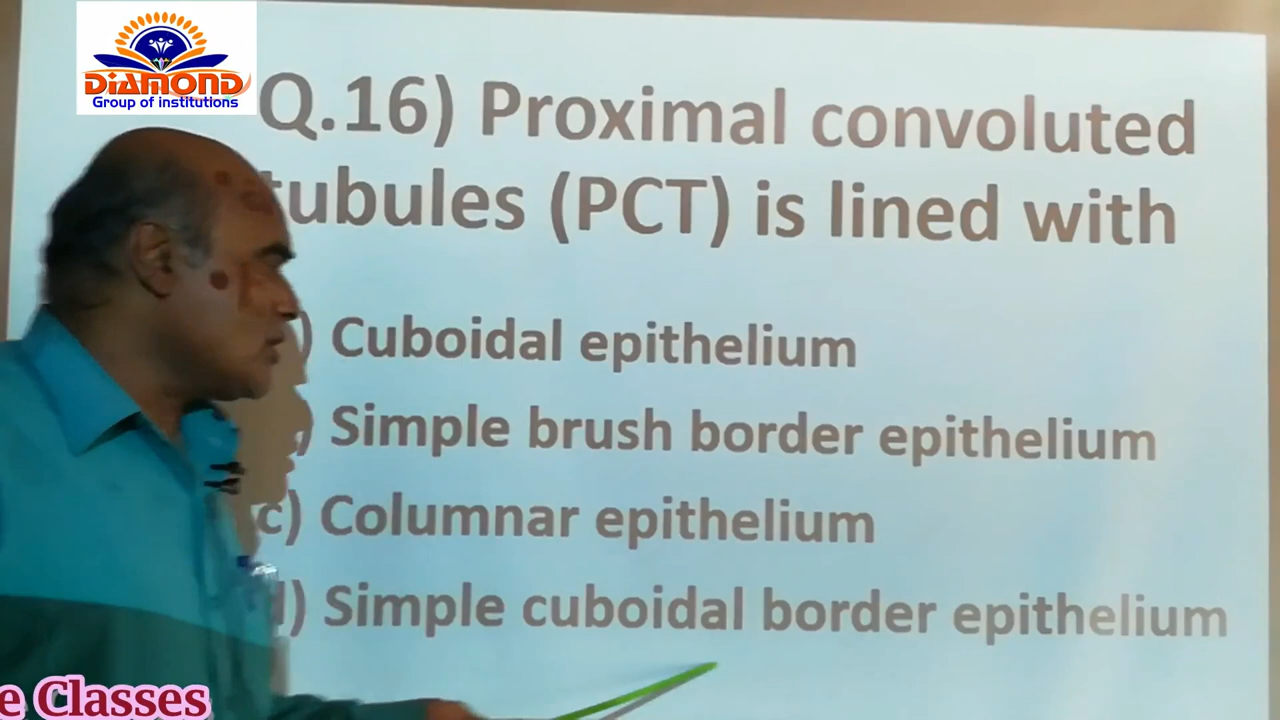 DIAMOND
Group of institutions
Q.16) Proximal convoluted
tubules (PCT) is lined with
) Cuboidal epithelium
) Simple brush border epithelium
c) Columnar epithelium
d) Simple cuboidal border epithelium
e Classes